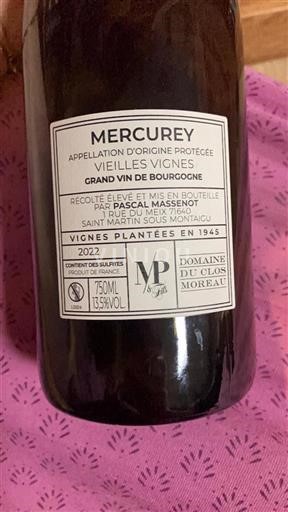 MERCUREY
APPELLATION D'ORIGINE PROTÉGÉE
VIEILLES VIGNES
GRAND VIN DE BOURGOGNE
RÉCOLTÉ ÉLEVÉ ET MIS EN BOUTEILLE
PAR PASCAL MASSENOT
1 RUE DU MEIX 71640
SAINT MARTIN SOUS MONTAIGU
VIGNES PLANTÉES EN 1945
2022
CONTIENT DES SULFITES
PRODUIT DE FRANCE
750ML
13,5%VOL.
MP
& Fils
DOMAINE
DU CLOS
MOREAU